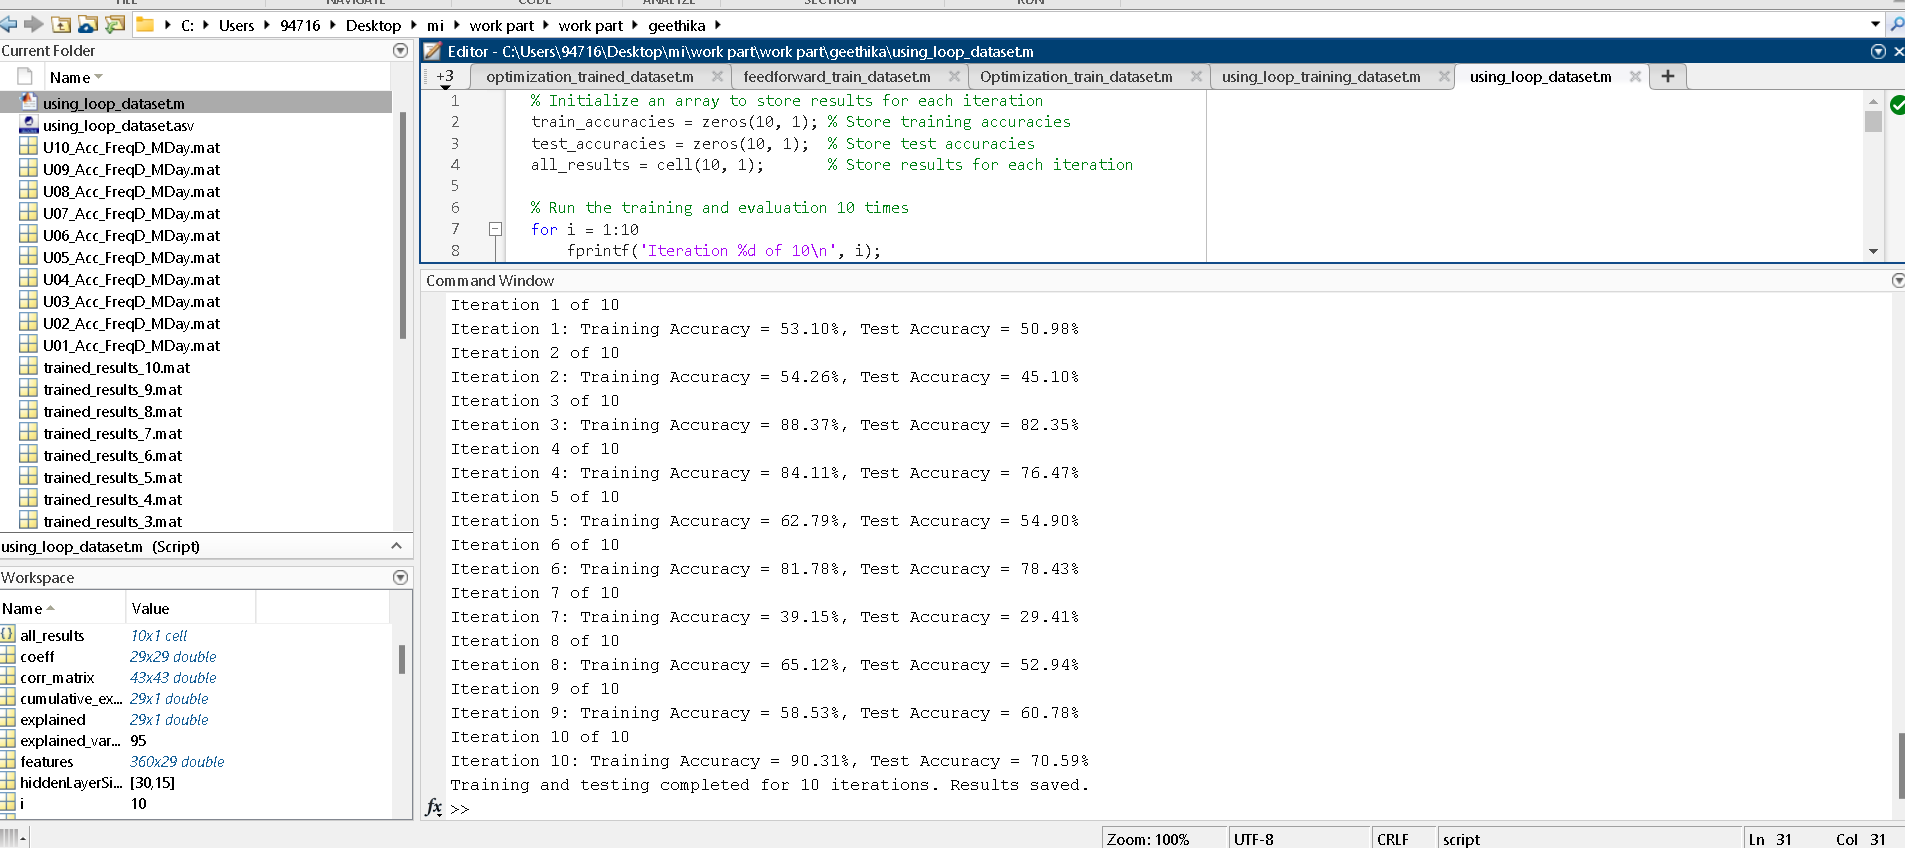 FILE NAVIGATE CODE ANALYZE SECTION RUN
C: Users 94716 Desktop mi work part work part geethika
Current Folder
Name
using_loop_dataset.m
using_loop_dataset.asv
U10_Acc_FreqD_MDay.mat
U09_Acc_FreqD_MDay.mat
U08_Acc_FreqD_MDay.mat
U07_Acc_FreqD_MDay.mat
U06_Acc_FreqD_MDay.mat
U05_Acc_FreqD_MDay.mat
U04_Acc_FreqD_MDay.mat
U03_Acc_FreqD_MDay.mat
U02_Acc_FreqD_MDay.mat
U01_Acc_FreqD_MDay.mat
trained_results_10.mat
trained_results_9.mat
trained_results_8.mat
trained_results_7.mat
trained_results_6.mat
trained_results_5.mat
trained_results_4.mat
trained_results_3.mat
using_loop_dataset.m (Script)
Workspace
Name Value
all_results 10x1 cell
coeff 29x29 double
corr_matrix 43x43 double
cumulative_ex... 29x1 double
explained 29x1 double
explained_var... 95
features 360x29 double
hiddenLayerSi... [30,15]
i 10
Editor - C:\Users\94716\Desktop\mi\work part\work part\geethika\using_loop_dataset.m
+3 optimization_trained_dataset.m feedforward_train_dataset.m Optimization_train_dataset.m using_loop_training_dataset.m using_loop_dataset.m +
1 % Initialize an array to store results for each iteration
2 train_accuracies = zeros(10, 1); % Store training accuracies
3 test_accuracies = zeros(10, 1); % Store test accuracies
4 all_results = cell(10, 1); % Store results for each iteration
5
6 % Run the training and evaluation 10 times
7 for i = 1:10
8 fprintf('Iteration %d of 10\n', i);
Command Window
Iteration 1 of 10
Iteration 1: Training Accuracy = 53.10%, Test Accuracy = 50.98%
Iteration 2 of 10
Iteration 2: Training Accuracy = 54.26%, Test Accuracy = 45.10%
Iteration 3 of 10
Iteration 3: Training Accuracy = 88.37%, Test Accuracy = 82.35%
Iteration 4 of 10
Iteration 4: Training Accuracy = 84.11%, Test Accuracy = 76.47%
Iteration 5 of 10
Iteration 5: Training Accuracy = 62.79%, Test Accuracy = 54.90%
Iteration 6 of 10
Iteration 6: Training Accuracy = 81.78%, Test Accuracy = 78.43%
Iteration 7 of 10
Iteration 7: Training Accuracy = 39.15%, Test Accuracy = 29.41%
Iteration 8 of 10
Iteration 8: Training Accuracy = 65.12%, Test Accuracy = 52.94%
Iteration 9 of 10
Iteration 9: Training Accuracy = 58.53%, Test Accuracy = 60.78%
Iteration 10 of 10
Iteration 10: Training Accuracy = 90.31%, Test Accuracy = 70.59%
Training and testing completed for 10 iterations. Results saved.
fx >>
Zoom: 100% UTF-8 CRLF script Ln 31 Col 31